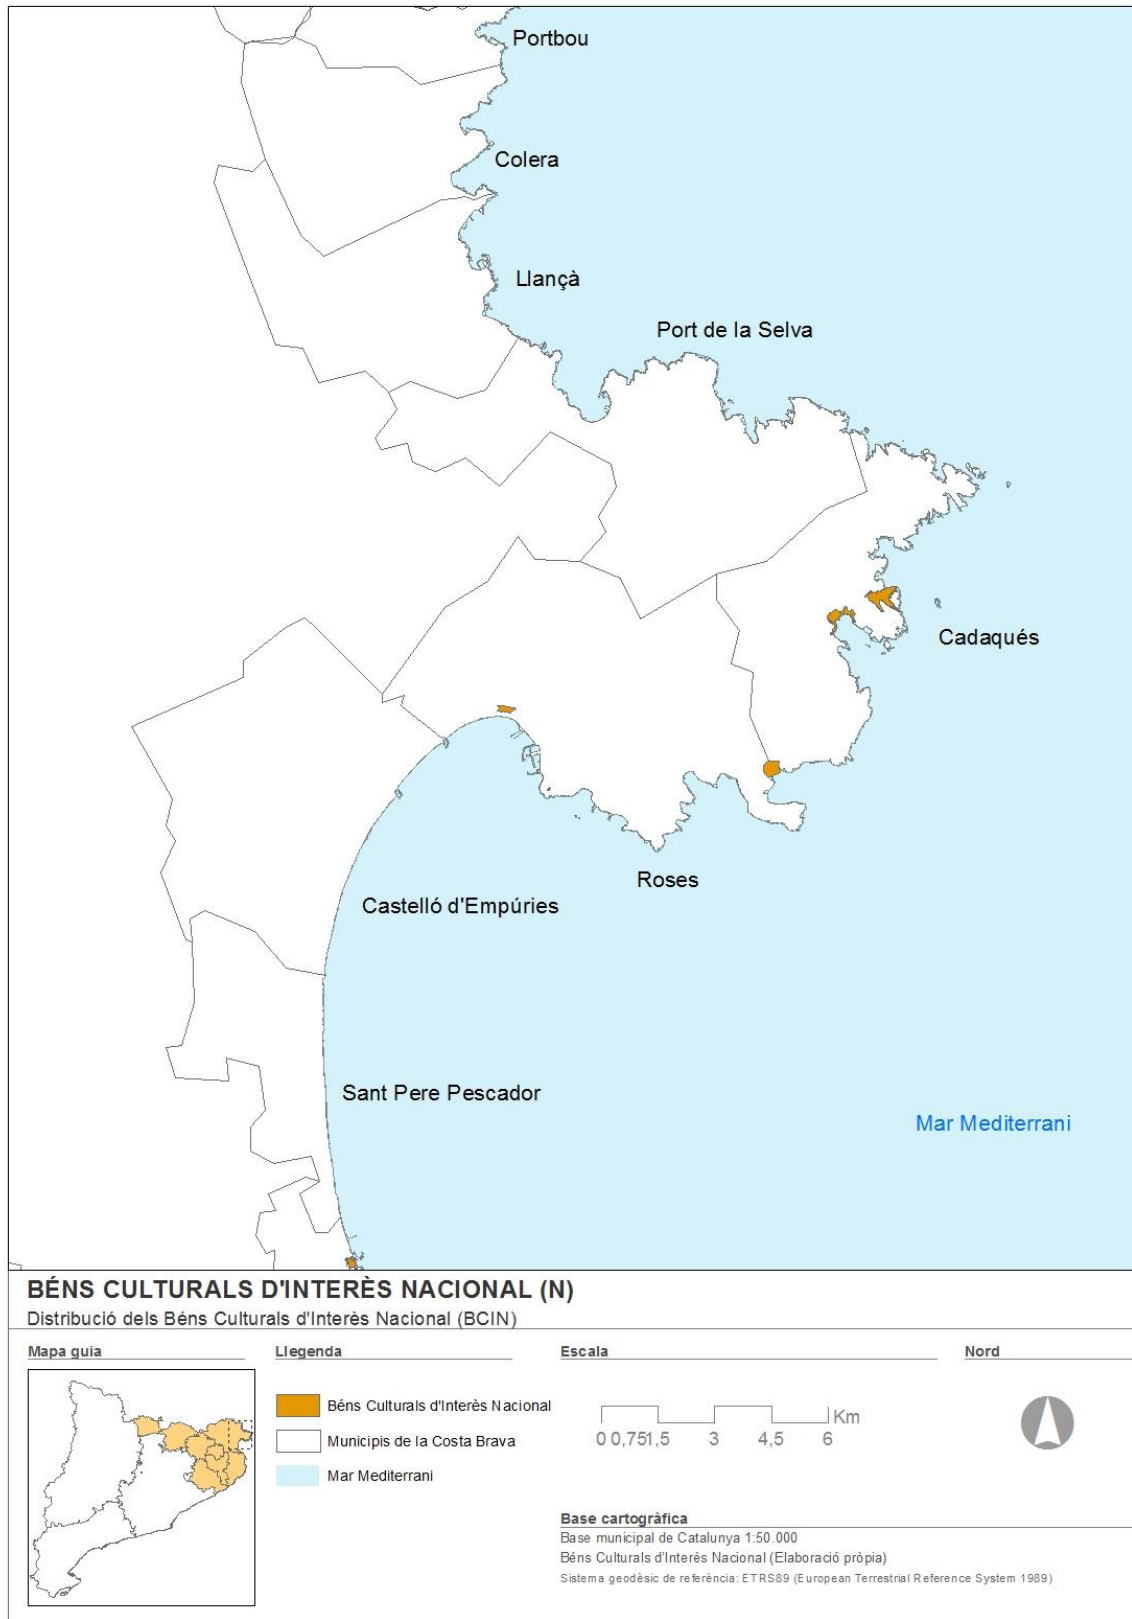 Portbou
Colera
Llançà
Port de la Selva
Cadaqués
Roses
Castelló d'Empúries
Sant Pere Pescador
Mar Mediterrani
BÉNS CULTURALS D'INTERÈS NACIONAL (N)
Distribució dels Béns Culturals d'Interès Nacional (BCIN)
Mapa guia
Llegenda
Béns Culturals d'Interès Nacional
Municipis de la Costa Brava
Mar Mediterrani
Escala
Km
0 0,751,5 3 4,5 6
Nord
Base cartogràfica
Base municipal de Catalunya 1:50.000
Béns Culturals d'Interès Nacional (Elaboració pròpia)
Sistema geodèsic de referència: ETRS89 (European Terrestrial Reference System 1989)